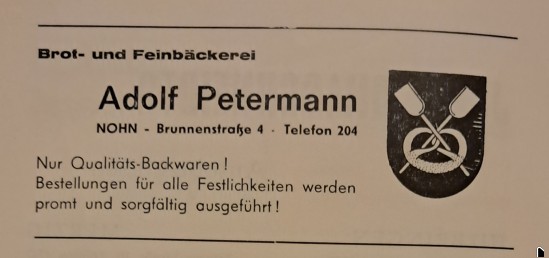 Brot- und Feinbäckerei
Adolf Petermann
NOHN - Brunnenstraße 4 · Telefon 204
Nur Qualitäts-Backwaren!
Bestellungen für alle Festlichkeiten werden
promt und sorgfältig ausgeführt!